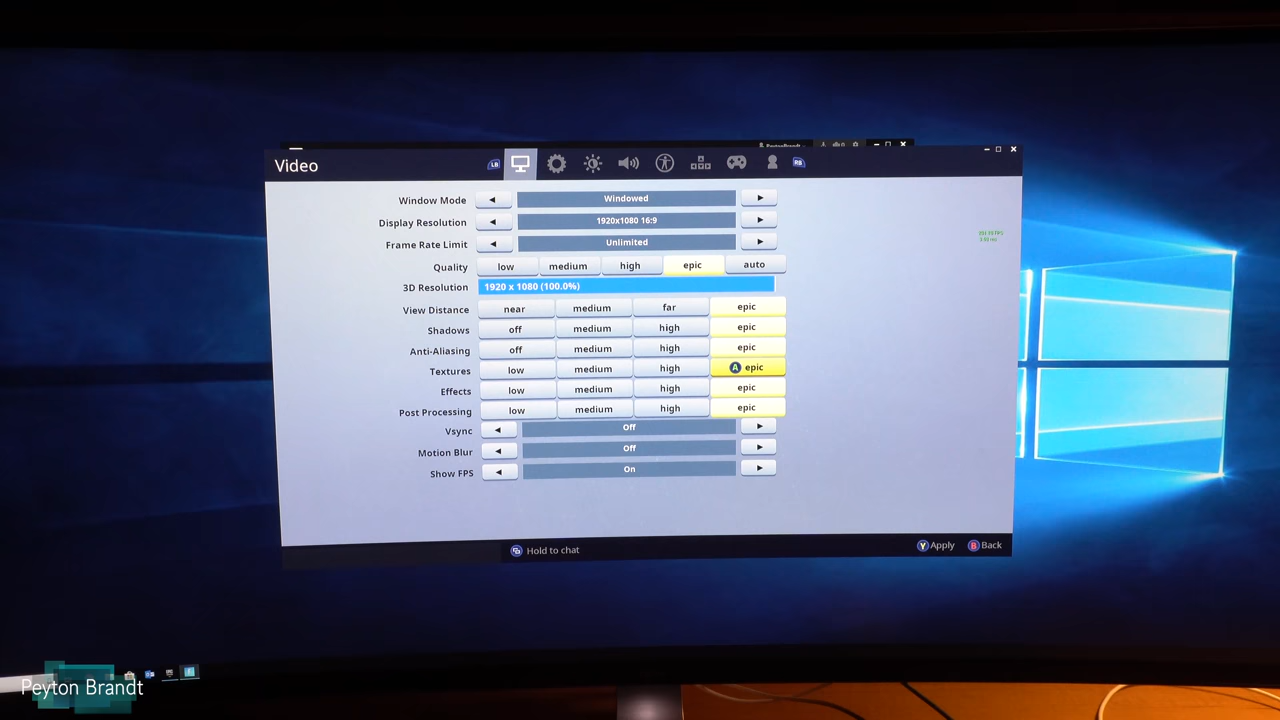 Video
LB
RB
Window Mode Windowed
Display Resolution 1920x1080 16:9
Frame Rate Limit Unlimited
Quality low medium high epic auto
3D Resolution 1920 x 1080 (100.0%)
View Distance near medium far epic
Shadows off medium high epic
Anti-Aliasing off medium high epic
Textures low medium high A epic
Effects low medium high epic
Post Processing low medium high epic
Vsync Off
Motion Blur Off
Show FPS On
Hold to chat
Y Apply B Back
Peyton Brandt